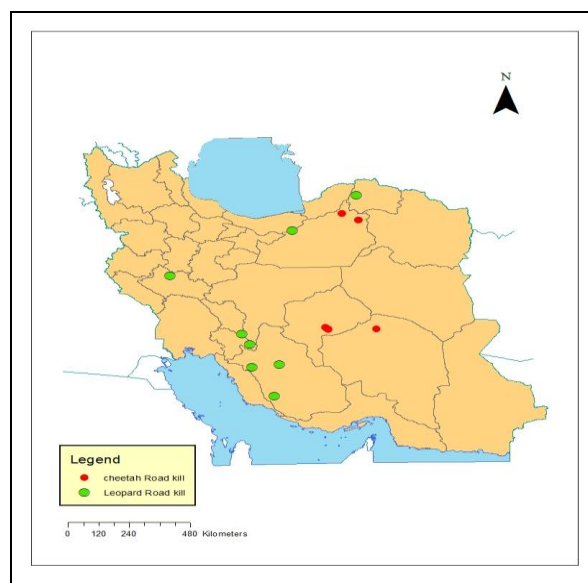 N
Legend
cheetah Road kill
Leopard Road kill
0 120 240 480 Kilometers